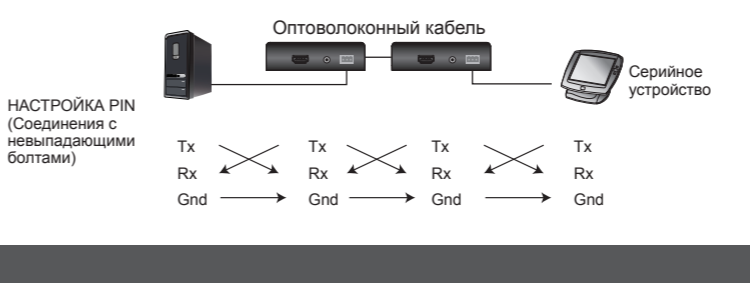 Оптоволоконный кабель
Серийное
устройство
НАСТРОЙКА PIN
(Соединения с
невыпадающими
болтами)
Tx Tx Tx Tx
Rx Rx Rx Rx
Gnd Gnd Gnd Gnd